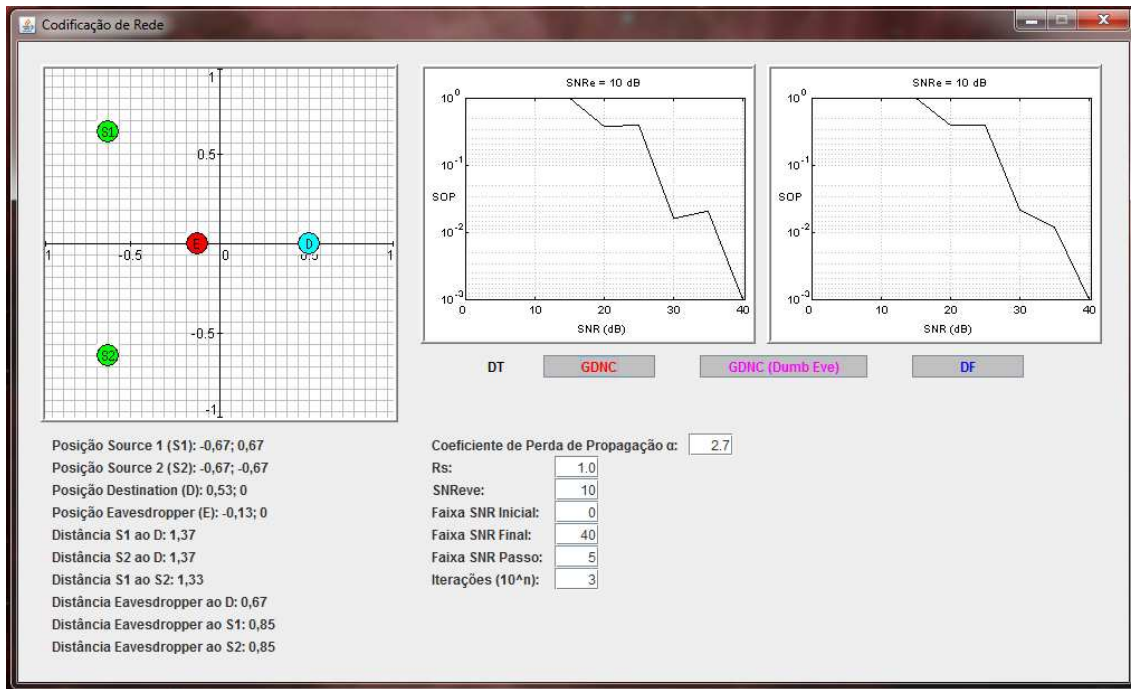 Codificação de Rede
1
0.5
-1
-0.5
0
0.5
1
-0.5
-1
S1
S2
E
D
SNRe = 10 dB
10^0
10^-1
SOP
10^-2
10^-3
0 10 20 30 40
SNR (dB)
SNRe = 10 dB
10^0
10^-1
SOP
10^-2
10^-3
0 10 20 30 40
SNR (dB)
DT GDNC GDNC (Dumb Eve) DF
Posição Source 1 (S1): -0,67; 0,67
Posição Source 2 (S2): -0,67; -0,67
Posição Destination (D): 0,53; 0
Posição Eavesdropper (E): -0,13; 0
Distância S1 ao D: 1,37
Distância S2 ao D: 1,37
Distância S1 ao S2: 1,33
Distância Eavesdropper ao D: 0,67
Distância Eavesdropper ao S1: 0,85
Distância Eavesdropper ao S2: 0,85
Coeficiente de Perda de Propagação α: 2.7
Rs: 1.0
SNReve: 10
Faixa SNR Inicial: 0
Faixa SNR Final: 40
Faixa SNR Passo: 5
Iterações (10^n): 3